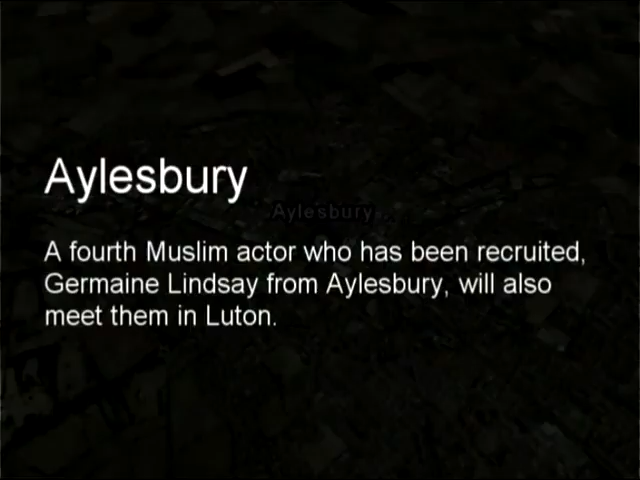 Aylesbury
Aylesbury
A fourth Muslim actor who has been recruited,
Germaine Lindsay from Aylesbury, will also
meet them in Luton.